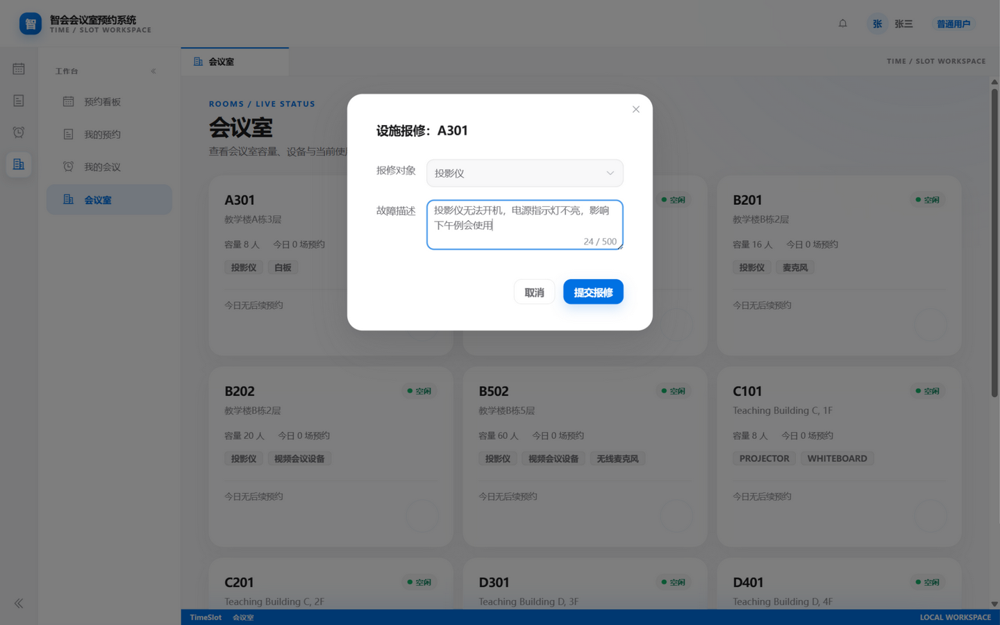 智
智会会议室预约系统
TIME / SLOT WORKSPACE
张
张三
普通用户
工作台
预约看板
我的预约
我的会议
会议室
会议室
TIME / SLOT WORKSPACE
ROOMS / LIVE STATUS
会议室
查看会议室容量、设备与当前使
设施报修：A301
报修对象
投影仪
故障描述
投影仪无法开机，电源指示灯不亮，影响
下午例会使用
24 / 500
取消
提交报修
A301
教学楼A栋3层
容量 8 人 今日 0 场预约
投影仪 白板
今日无后续预约
空闲
B201
教学楼B栋2层
容量 16 人 今日 0 场预约
投影仪 麦克风
今日无后续预约
B202
空闲
教学楼B栋2层
容量 20 人 今日 0 场预约
投影仪 视频会议设备
今日无后续预约
B502
空闲
教学楼B栋5层
容量 60 人 今日 0 场预约
投影仪 视频会议设备 无线麦克风
今日无后续预约
C101
空闲
Teaching Building C, 1F
容量 8 人 今日 0 场预约
PROJECTOR WHITEBOARD
今日无后续预约
空闲
C201
空闲
Teaching Building C, 2F
D301
空闲
Teaching Building D, 3F
D401
空闲
Teaching Building D, 4F
TimeSlot 会议室
LOCAL WORKSPACE